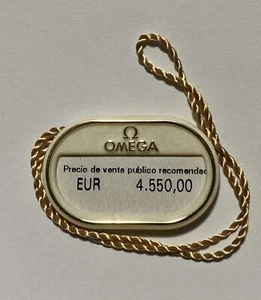 Ω
OMEGA
Precio de venta publico recomendad
EUR 4.550,00